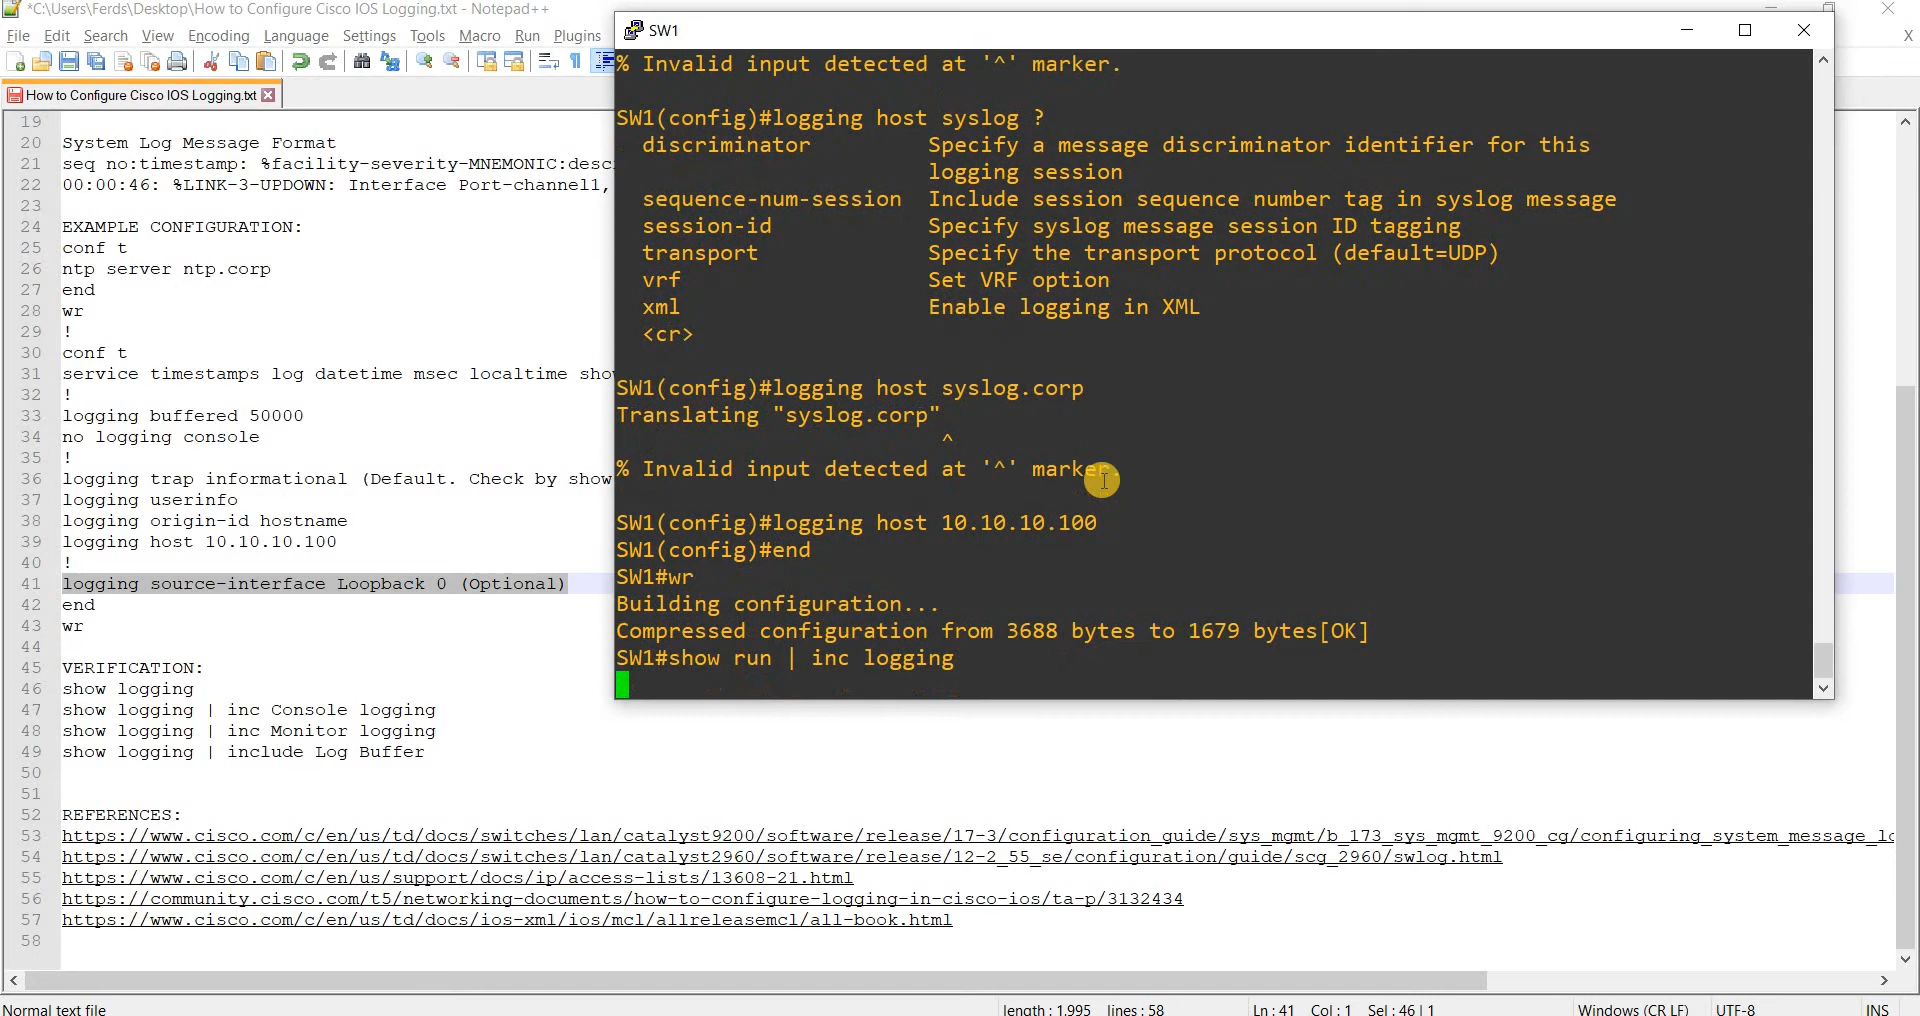 *C:\Users\Ferds\Desktop\How to Configure Cisco IOS Logging.txt - Notepad++
File Edit Search View Encoding Language Settings Tools Macro Run Plugins
X
How to Configure Cisco IOS Logging.txt
19
20 System Log Message Format
21 seq no:timestamp: %facility-severity-MNEMONIC:desc
22 00:00:46: %LINK-3-UPDOWN: Interface Port-channel1,
23
24 EXAMPLE CONFIGURATION:
25 conf t
26 ntp server ntp.corp
27 end
28 wr
29 !
30 conf t
31 service timestamps log datetime msec localtime sho
32 !
33 logging buffered 50000
34 no logging console
35 !
36 logging trap informational (Default. Check by show
37 logging userinfo
38 logging origin-id hostname
39 logging host 10.10.10.100
40 !
41 logging source-interface Loopback 0 (Optional)
42 end
43 wr
44
45 VERIFICATION:
46 show logging
47 show logging | inc Console logging
48 show logging | inc Monitor logging
49 show logging | include Log Buffer
50
51
52 REFERENCES:
53 https://www.cisco.com/c/en/us/td/docs/switches/lan/catalyst9200/software/release/17-3/configuration_guide/sys_mgmt/b_173_sys_mgmt_9200_cg/configuring_system_message_lo
54 https://www.cisco.com/c/en/us/td/docs/switches/lan/catalyst2960/software/release/12-2_55_se/configuration/guide/scg_2960/swlog.html
55 https://www.cisco.com/c/en/us/support/docs/ip/access-lists/13608-21.html
56 https://community.cisco.com/t5/networking-documents/how-to-configure-logging-in-cisco-ios/ta-p/3132434
57 https://www.cisco.com/c/en/us/td/docs/ios-xml/ios/mcl/allreleasemcl/all-book.html
58
SW1
% Invalid input detected at '^' marker.
SW1(config)#logging host syslog ?
discriminator Specify a message discriminator identifier for this
logging session
sequence-num-session Include session sequence number tag in syslog message
session-id Specify syslog message session ID tagging
transport Specify the transport protocol (default=UDP)
vrf Set VRF option
xml Enable logging in XML
<cr>
SW1(config)#logging host syslog.corp
Translating "syslog.corp"
^
% Invalid input detected at '^' marker.
SW1(config)#logging host 10.10.10.100
SW1(config)#end
SW1#wr
Building configuration...
Compressed configuration from 3688 bytes to 1679 bytes[OK]
SW1#show run | inc logging
Normal text file length : 1,995 lines : 58 Ln : 41 Col : 1 Sel : 46 | 1 Windows (CR LF) UTF-8 INS